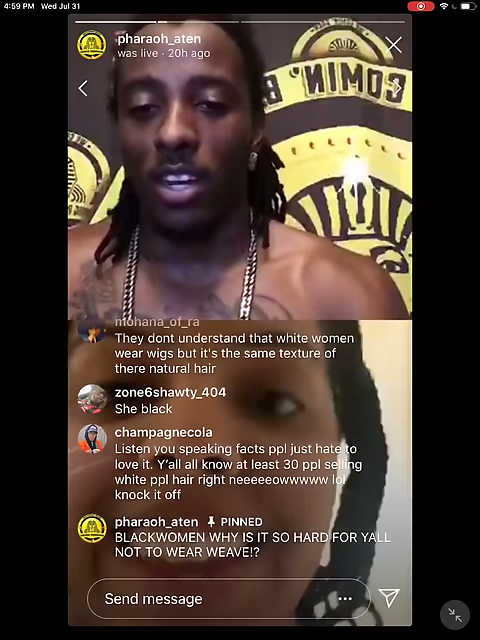 4:59 PM Wed Jul 31
pharaoh_aten
was live · 20h ago
COMIN' B
mohana_of_ra
They dont understand that white women
wear wigs but it's the same texture of
there natural hair
zone6shawty_404
She black
champagnecola
Listen you speaking facts ppl just hate to
love it. Y'all all know at least 30 ppl selling
white ppl hair right neeeeeowwwww lol
knock it off
pharaoh_aten PINNED
BLACKWOMEN WHY IS IT SO HARD FOR YALL
NOT TO WEAR WEAVE!?
Send message